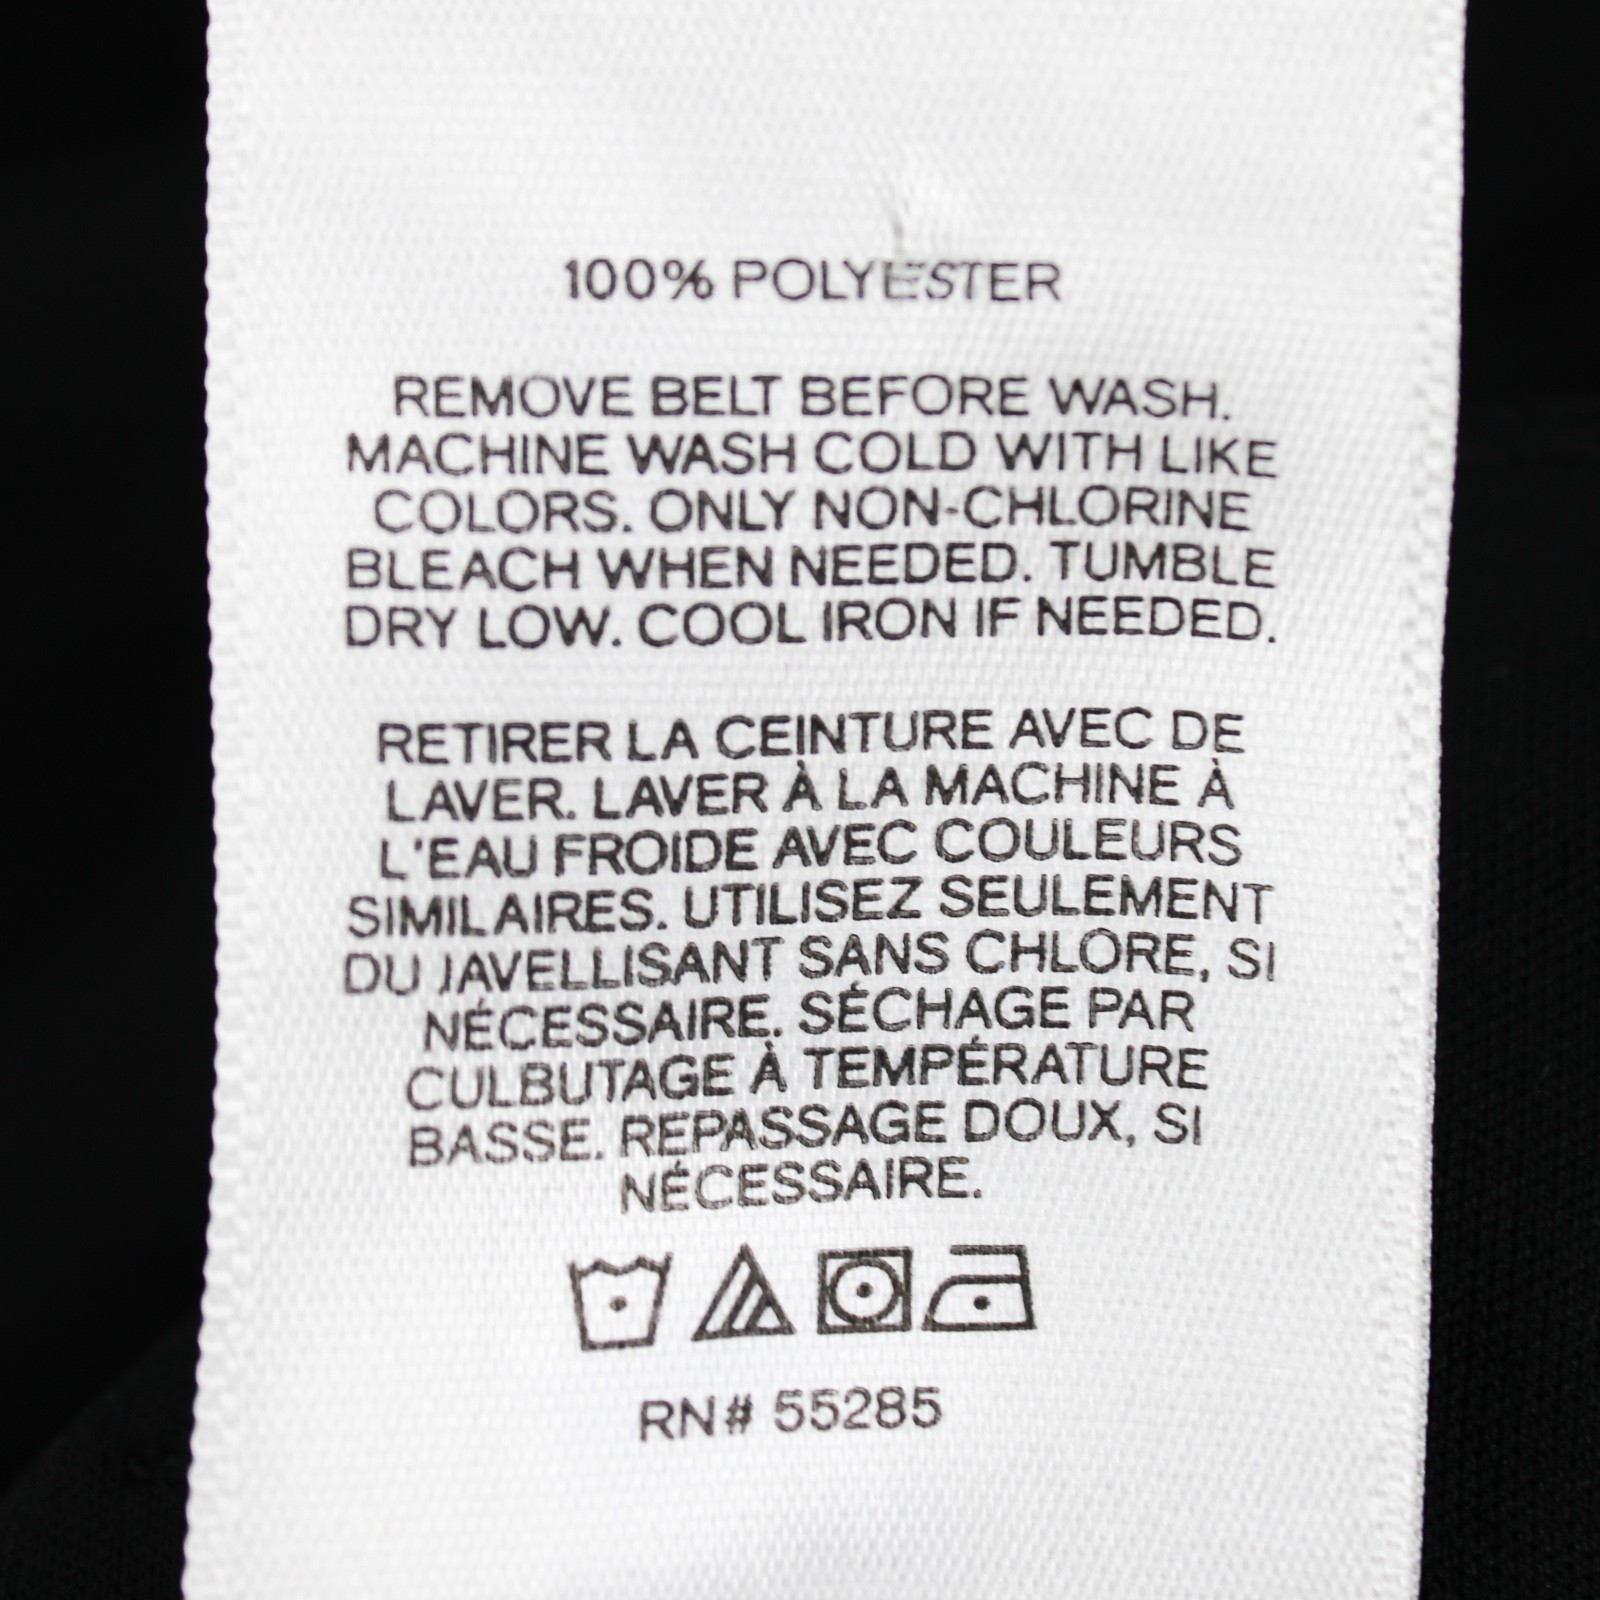 100% POLYESTER
REMOVE BELT BEFORE WASH.
MACHINE WASH COLD WITH LIKE
COLORS. ONLY NON-CHLORINE
BLEACH WHEN NEEDED. TUMBLE
DRY LOW. COOL IRON IF NEEDED.
RETIRER LA CEINTURE AVEC DE
LAVER. LAVER À LA MACHINE À
L'EAU FROIDE AVEC COULEURS
SIMILAIRES. UTILISEZ SEULEMENT
DU JAVELLISANT SANS CHLORE, SI
NÉCESSAIRE. SÉCHAGE PAR
CULBUTAGE À TEMPÉRATURE
BASSE. REPASSAGE DOUX, SI
NÉCESSAIRE.
RN# 55285